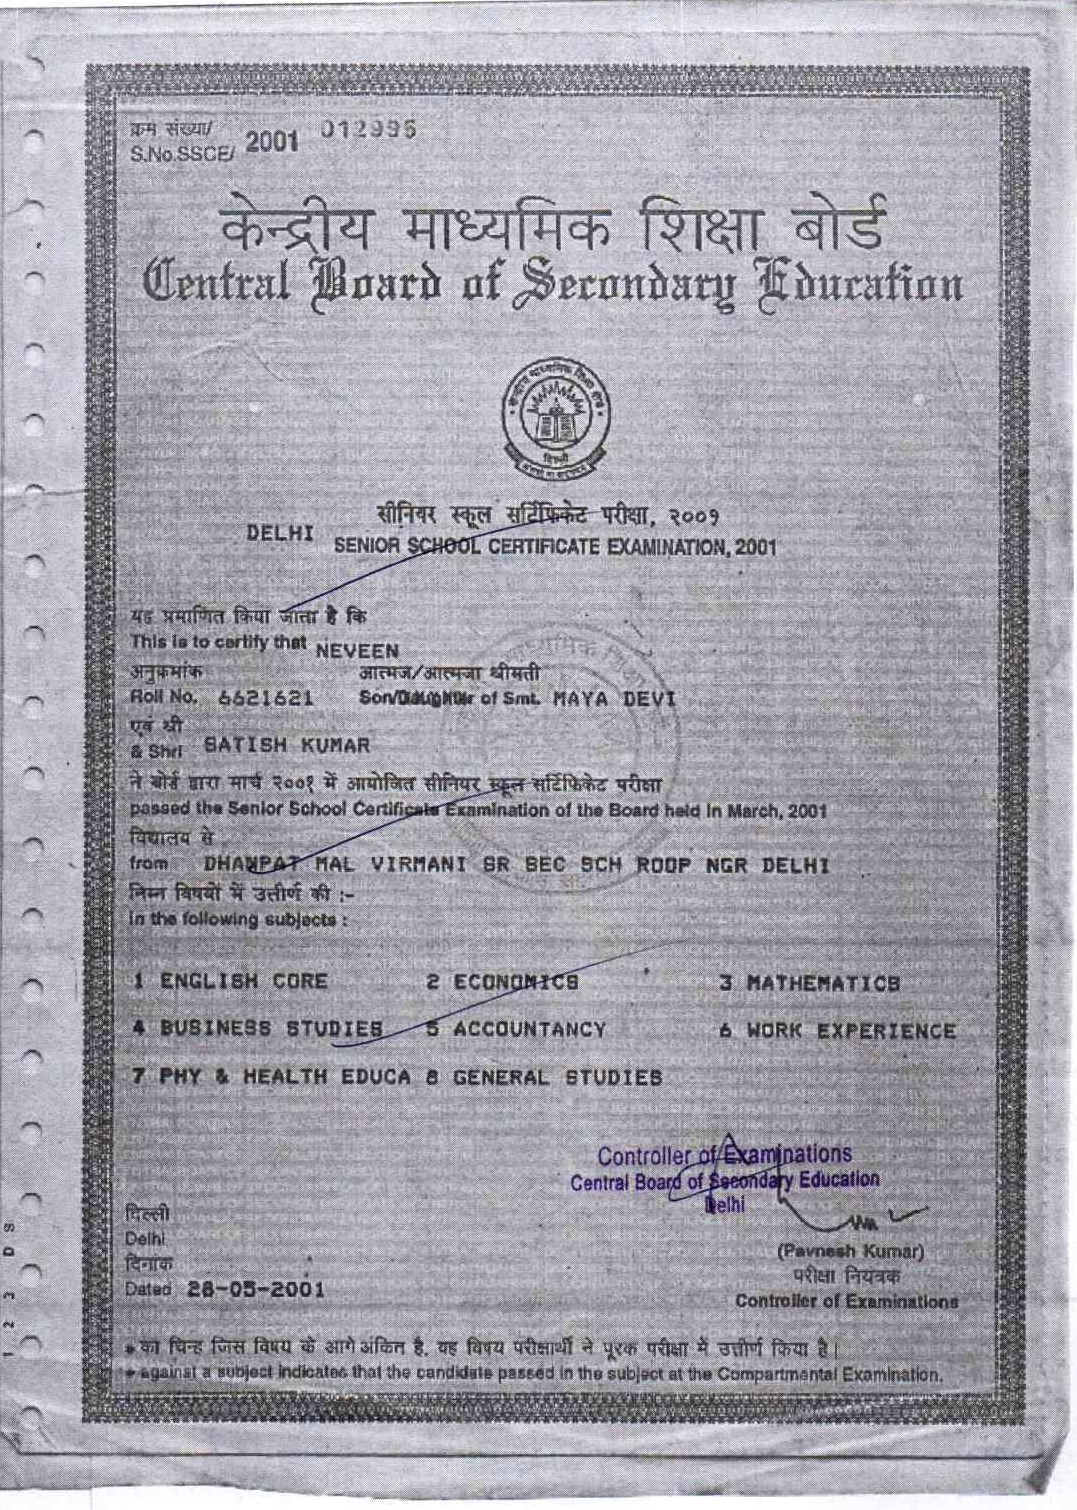 क्रम संख्या/
S.No.SSCE/ 2001 012995
केन्द्रीय माध्यमिक शिक्षा बोर्ड
Central Board of Secondary Education
सीनियर स्कूल सर्टिफिकेट परीक्षा, २००१
DELHI SENIOR SCHOOL CERTIFICATE EXAMINATION, 2001
यह प्रमाणित किया जाता है कि
This is to certify that NEVEEN
अनुक्रमांक आत्मज/आत्मजा श्रीमती
Roll No. 6621621 Son/Daughter of Smt. MAYA DEVI
एवं श्री
& Shri SATISH KUMAR
ने बोर्ड द्वारा मार्च २००१ में आयोजित सीनियर स्कूल सर्टिफिकेट परीक्षा
passed the Senior School Certificate Examination of the Board held in March, 2001
विद्यालय से
from DHANPAT MAL VIRMANI SR SEC SCH ROOP NGR DELHI
निम्न विषयों में उत्तीर्ण की :-
in the following subjects :
1 ENGLISH CORE 2 ECONOMICS 3 MATHEMATICS
4 BUSINESS STUDIES 5 ACCOUNTANCY 6 WORK EXPERIENCE
7 PHY & HEALTH EDUCA 8 GENERAL STUDIES
Controller of Examinations
Central Board of Secondary Education
Delhi
दिल्ली
Delhi
दिनांक
Dated 28-05-2001
(Pavnesh Kumar)
परीक्षा नियंत्रक
Controller of Examinations
* का चिन्ह जिस विषय के आगे अंकित है, वह विषय परीक्षार्थी ने पूरक परीक्षा में उत्तीर्ण किया है।
* against a subject indicates that the candidate passed in the subject at the Compartmental Examination.
1 2 3 D S